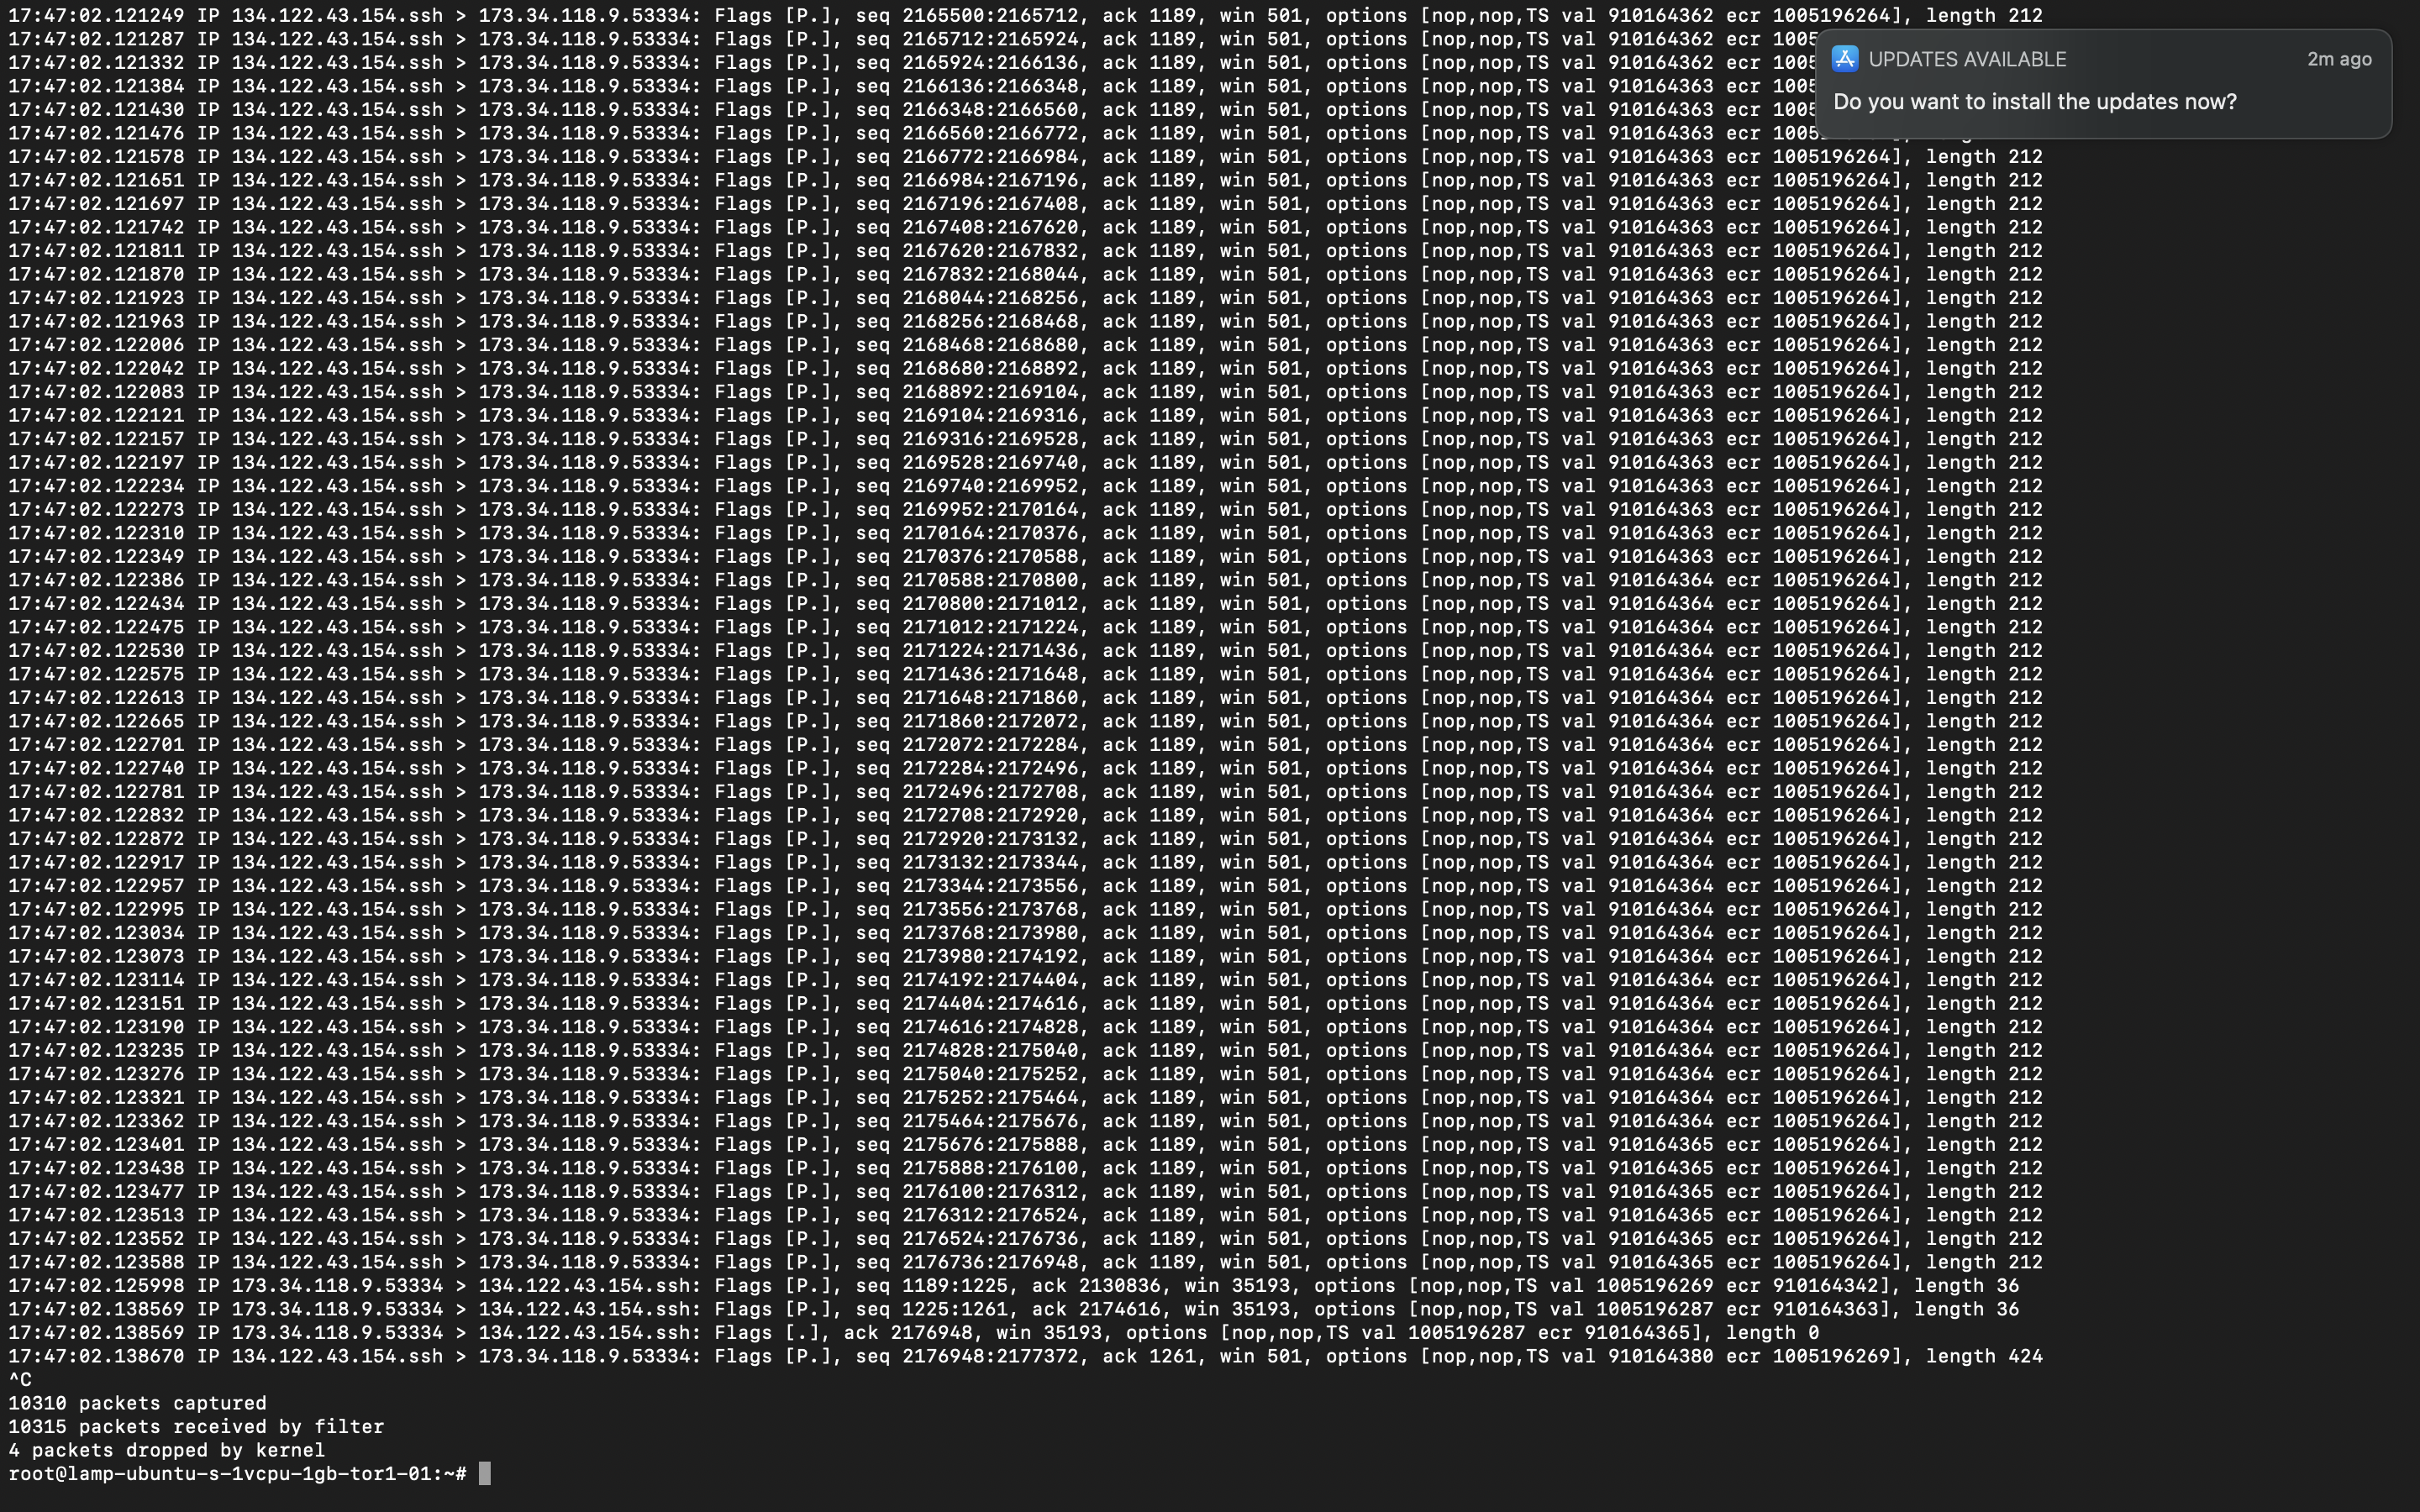 17:47:02.121249 IP 134.122.43.154.ssh > 173.34.118.9.53334: Flags [P.], seq 2165500:2165712, ack 1189, win 501, options [nop,nop,TS val 910164362 ecr 1005196264], length 212
17:47:02.121287 IP 134.122.43.154.ssh > 173.34.118.9.53334: Flags [P.], seq 2165712:2165924, ack 1189, win 501, options [nop,nop,TS val 910164362 ecr 1005
UPDATES AVAILABLE 2m ago
17:47:02.121332 IP 134.122.43.154.ssh > 173.34.118.9.53334: Flags [P.], seq 2165924:2166136, ack 1189, win 501, options [nop,nop,TS val 910164362 ecr 1005
17:47:02.121384 IP 134.122.43.154.ssh > 173.34.118.9.53334: Flags [P.], seq 2166136:2166348, ack 1189, win 501, options [nop,nop,TS val 910164363 ecr 1005
Do you want to install the updates now?
17:47:02.121430 IP 134.122.43.154.ssh > 173.34.118.9.53334: Flags [P.], seq 2166348:2166560, ack 1189, win 501, options [nop,nop,TS val 910164363 ecr 1005
17:47:02.121476 IP 134.122.43.154.ssh > 173.34.118.9.53334: Flags [P.], seq 2166560:2166772, ack 1189, win 501, options [nop,nop,TS val 910164363 ecr 1005
17:47:02.121578 IP 134.122.43.154.ssh > 173.34.118.9.53334: Flags [P.], seq 2166772:2166984, ack 1189, win 501, options [nop,nop,TS val 910164363 ecr 1005196264], length 212
17:47:02.121651 IP 134.122.43.154.ssh > 173.34.118.9.53334: Flags [P.], seq 2166984:2167196, ack 1189, win 501, options [nop,nop,TS val 910164363 ecr 1005196264], length 212
17:47:02.121697 IP 134.122.43.154.ssh > 173.34.118.9.53334: Flags [P.], seq 2167196:2167408, ack 1189, win 501, options [nop,nop,TS val 910164363 ecr 1005196264], length 212
17:47:02.121742 IP 134.122.43.154.ssh > 173.34.118.9.53334: Flags [P.], seq 2167408:2167620, ack 1189, win 501, options [nop,nop,TS val 910164363 ecr 1005196264], length 212
17:47:02.121811 IP 134.122.43.154.ssh > 173.34.118.9.53334: Flags [P.], seq 2167620:2167832, ack 1189, win 501, options [nop,nop,TS val 910164363 ecr 1005196264], length 212
17:47:02.121870 IP 134.122.43.154.ssh > 173.34.118.9.53334: Flags [P.], seq 2167832:2168044, ack 1189, win 501, options [nop,nop,TS val 910164363 ecr 1005196264], length 212
17:47:02.121923 IP 134.122.43.154.ssh > 173.34.118.9.53334: Flags [P.], seq 2168044:2168256, ack 1189, win 501, options [nop,nop,TS val 910164363 ecr 1005196264], length 212
17:47:02.121963 IP 134.122.43.154.ssh > 173.34.118.9.53334: Flags [P.], seq 2168256:2168468, ack 1189, win 501, options [nop,nop,TS val 910164363 ecr 1005196264], length 212
17:47:02.122006 IP 134.122.43.154.ssh > 173.34.118.9.53334: Flags [P.], seq 2168468:2168680, ack 1189, win 501, options [nop,nop,TS val 910164363 ecr 1005196264], length 212
17:47:02.122042 IP 134.122.43.154.ssh > 173.34.118.9.53334: Flags [P.], seq 2168680:2168892, ack 1189, win 501, options [nop,nop,TS val 910164363 ecr 1005196264], length 212
17:47:02.122083 IP 134.122.43.154.ssh > 173.34.118.9.53334: Flags [P.], seq 2168892:2169104, ack 1189, win 501, options [nop,nop,TS val 910164363 ecr 1005196264], length 212
17:47:02.122121 IP 134.122.43.154.ssh > 173.34.118.9.53334: Flags [P.], seq 2169104:2169316, ack 1189, win 501, options [nop,nop,TS val 910164363 ecr 1005196264], length 212
17:47:02.122157 IP 134.122.43.154.ssh > 173.34.118.9.53334: Flags [P.], seq 2169316:2169528, ack 1189, win 501, options [nop,nop,TS val 910164363 ecr 1005196264], length 212
17:47:02.122197 IP 134.122.43.154.ssh > 173.34.118.9.53334: Flags [P.], seq 2169528:2169740, ack 1189, win 501, options [nop,nop,TS val 910164363 ecr 1005196264], length 212
17:47:02.122234 IP 134.122.43.154.ssh > 173.34.118.9.53334: Flags [P.], seq 2169740:2169952, ack 1189, win 501, options [nop,nop,TS val 910164363 ecr 1005196264], length 212
17:47:02.122273 IP 134.122.43.154.ssh > 173.34.118.9.53334: Flags [P.], seq 2169952:2170164, ack 1189, win 501, options [nop,nop,TS val 910164363 ecr 1005196264], length 212
17:47:02.122310 IP 134.122.43.154.ssh > 173.34.118.9.53334: Flags [P.], seq 2170164:2170376, ack 1189, win 501, options [nop,nop,TS val 910164363 ecr 1005196264], length 212
17:47:02.122349 IP 134.122.43.154.ssh > 173.34.118.9.53334: Flags [P.], seq 2170376:2170588, ack 1189, win 501, options [nop,nop,TS val 910164363 ecr 1005196264], length 212
17:47:02.122386 IP 134.122.43.154.ssh > 173.34.118.9.53334: Flags [P.], seq 2170588:2170800, ack 1189, win 501, options [nop,nop,TS val 910164364 ecr 1005196264], length 212
17:47:02.122434 IP 134.122.43.154.ssh > 173.34.118.9.53334: Flags [P.], seq 2170800:2171012, ack 1189, win 501, options [nop,nop,TS val 910164364 ecr 1005196264], length 212
17:47:02.122475 IP 134.122.43.154.ssh > 173.34.118.9.53334: Flags [P.], seq 2171012:2171224, ack 1189, win 501, options [nop,nop,TS val 910164364 ecr 1005196264], length 212
17:47:02.122530 IP 134.122.43.154.ssh > 173.34.118.9.53334: Flags [P.], seq 2171224:2171436, ack 1189, win 501, options [nop,nop,TS val 910164364 ecr 1005196264], length 212
17:47:02.122575 IP 134.122.43.154.ssh > 173.34.118.9.53334: Flags [P.], seq 2171436:2171648, ack 1189, win 501, options [nop,nop,TS val 910164364 ecr 1005196264], length 212
17:47:02.122613 IP 134.122.43.154.ssh > 173.34.118.9.53334: Flags [P.], seq 2171648:2171860, ack 1189, win 501, options [nop,nop,TS val 910164364 ecr 1005196264], length 212
17:47:02.122665 IP 134.122.43.154.ssh > 173.34.118.9.53334: Flags [P.], seq 2171860:2172072, ack 1189, win 501, options [nop,nop,TS val 910164364 ecr 1005196264], length 212
17:47:02.122701 IP 134.122.43.154.ssh > 173.34.118.9.53334: Flags [P.], seq 2172072:2172284, ack 1189, win 501, options [nop,nop,TS val 910164364 ecr 1005196264], length 212
17:47:02.122740 IP 134.122.43.154.ssh > 173.34.118.9.53334: Flags [P.], seq 2172284:2172496, ack 1189, win 501, options [nop,nop,TS val 910164364 ecr 1005196264], length 212
17:47:02.122781 IP 134.122.43.154.ssh > 173.34.118.9.53334: Flags [P.], seq 2172496:2172708, ack 1189, win 501, options [nop,nop,TS val 910164364 ecr 1005196264], length 212
17:47:02.122832 IP 134.122.43.154.ssh > 173.34.118.9.53334: Flags [P.], seq 2172708:2172920, ack 1189, win 501, options [nop,nop,TS val 910164364 ecr 1005196264], length 212
17:47:02.122872 IP 134.122.43.154.ssh > 173.34.118.9.53334: Flags [P.], seq 2172920:2173132, ack 1189, win 501, options [nop,nop,TS val 910164364 ecr 1005196264], length 212
17:47:02.122917 IP 134.122.43.154.ssh > 173.34.118.9.53334: Flags [P.], seq 2173132:2173344, ack 1189, win 501, options [nop,nop,TS val 910164364 ecr 1005196264], length 212
17:47:02.122957 IP 134.122.43.154.ssh > 173.34.118.9.53334: Flags [P.], seq 2173344:2173556, ack 1189, win 501, options [nop,nop,TS val 910164364 ecr 1005196264], length 212
17:47:02.122995 IP 134.122.43.154.ssh > 173.34.118.9.53334: Flags [P.], seq 2173556:2173768, ack 1189, win 501, options [nop,nop,TS val 910164364 ecr 1005196264], length 212
17:47:02.123034 IP 134.122.43.154.ssh > 173.34.118.9.53334: Flags [P.], seq 2173768:2173980, ack 1189, win 501, options [nop,nop,TS val 910164364 ecr 1005196264], length 212
17:47:02.123073 IP 134.122.43.154.ssh > 173.34.118.9.53334: Flags [P.], seq 2173980:2174192, ack 1189, win 501, options [nop,nop,TS val 910164364 ecr 1005196264], length 212
17:47:02.123114 IP 134.122.43.154.ssh > 173.34.118.9.53334: Flags [P.], seq 2174192:2174404, ack 1189, win 501, options [nop,nop,TS val 910164364 ecr 1005196264], length 212
17:47:02.123151 IP 134.122.43.154.ssh > 173.34.118.9.53334: Flags [P.], seq 2174404:2174616, ack 1189, win 501, options [nop,nop,TS val 910164364 ecr 1005196264], length 212
17:47:02.123190 IP 134.122.43.154.ssh > 173.34.118.9.53334: Flags [P.], seq 2174616:2174828, ack 1189, win 501, options [nop,nop,TS val 910164364 ecr 1005196264], length 212
17:47:02.123235 IP 134.122.43.154.ssh > 173.34.118.9.53334: Flags [P.], seq 2174828:2175040, ack 1189, win 501, options [nop,nop,TS val 910164364 ecr 1005196264], length 212
17:47:02.123276 IP 134.122.43.154.ssh > 173.34.118.9.53334: Flags [P.], seq 2175040:2175252, ack 1189, win 501, options [nop,nop,TS val 910164364 ecr 1005196264], length 212
17:47:02.123321 IP 134.122.43.154.ssh > 173.34.118.9.53334: Flags [P.], seq 2175252:2175464, ack 1189, win 501, options [nop,nop,TS val 910164364 ecr 1005196264], length 212
17:47:02.123362 IP 134.122.43.154.ssh > 173.34.118.9.53334: Flags [P.], seq 2175464:2175676, ack 1189, win 501, options [nop,nop,TS val 910164364 ecr 1005196264], length 212
17:47:02.123401 IP 134.122.43.154.ssh > 173.34.118.9.53334: Flags [P.], seq 2175676:2175888, ack 1189, win 501, options [nop,nop,TS val 910164365 ecr 1005196264], length 212
17:47:02.123438 IP 134.122.43.154.ssh > 173.34.118.9.53334: Flags [P.], seq 2175888:2176100, ack 1189, win 501, options [nop,nop,TS val 910164365 ecr 1005196264], length 212
17:47:02.123477 IP 134.122.43.154.ssh > 173.34.118.9.53334: Flags [P.], seq 2176100:2176312, ack 1189, win 501, options [nop,nop,TS val 910164365 ecr 1005196264], length 212
17:47:02.123513 IP 134.122.43.154.ssh > 173.34.118.9.53334: Flags [P.], seq 2176312:2176524, ack 1189, win 501, options [nop,nop,TS val 910164365 ecr 1005196264], length 212
17:47:02.123552 IP 134.122.43.154.ssh > 173.34.118.9.53334: Flags [P.], seq 2176524:2176736, ack 1189, win 501, options [nop,nop,TS val 910164365 ecr 1005196264], length 212
17:47:02.123588 IP 134.122.43.154.ssh > 173.34.118.9.53334: Flags [P.], seq 2176736:2176948, ack 1189, win 501, options [nop,nop,TS val 910164365 ecr 1005196264], length 212
17:47:02.125998 IP 173.34.118.9.53334 > 134.122.43.154.ssh: Flags [P.], seq 1189:1225, ack 2130836, win 35193, options [nop,nop,TS val 1005196269 ecr 910164342], length 36
17:47:02.138569 IP 173.34.118.9.53334 > 134.122.43.154.ssh: Flags [P.], seq 1225:1261, ack 2174616, win 35193, options [nop,nop,TS val 1005196287 ecr 910164363], length 36
17:47:02.138569 IP 173.34.118.9.53334 > 134.122.43.154.ssh: Flags [.], ack 2176948, win 35193, options [nop,nop,TS val 1005196287 ecr 910164365], length 0
17:47:02.138670 IP 134.122.43.154.ssh > 173.34.118.9.53334: Flags [P.], seq 2176948:2177372, ack 1261, win 501, options [nop,nop,TS val 910164380 ecr 1005196269], length 424
^C
10310 packets captured
10315 packets received by filter
4 packets dropped by kernel
root@lamp-ubuntu-s-1vcpu-1gb-tor1-01:~#